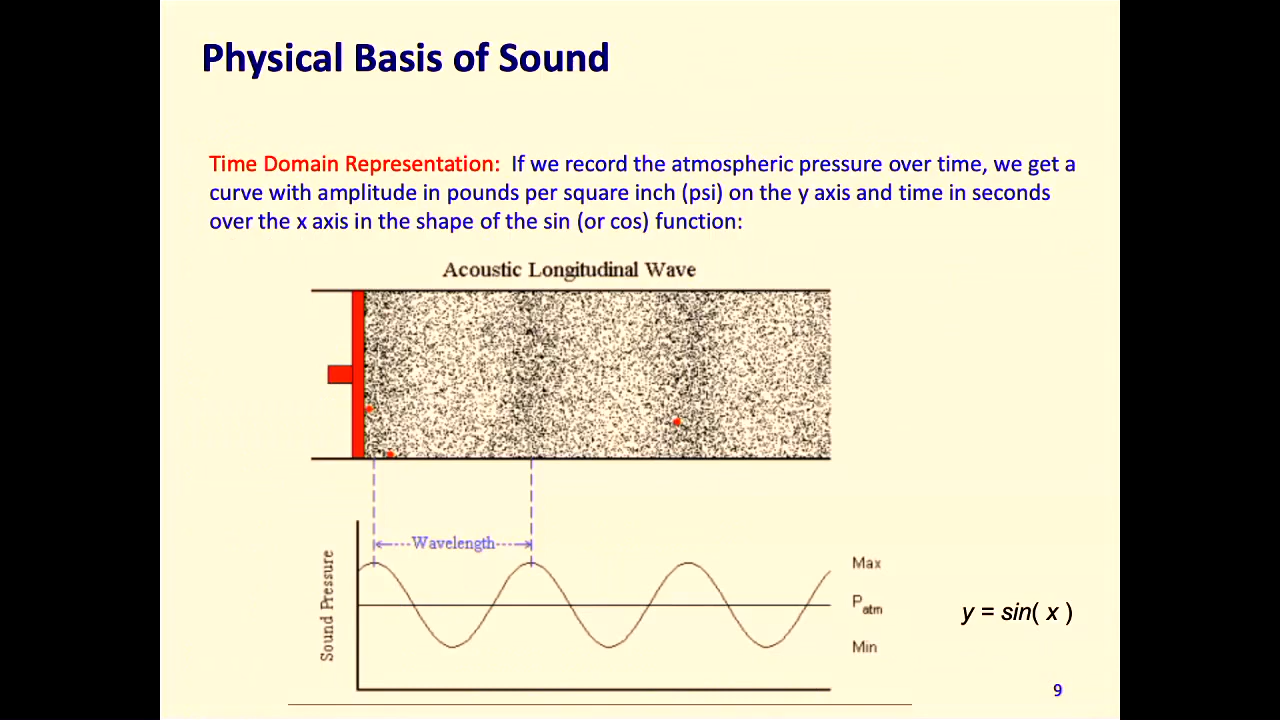 Physical Basis of Sound
Time Domain Representation: If we record the atmospheric pressure over time, we get a
curve with amplitude in pounds per square inch (psi) on the y axis and time in seconds
over the x axis in the shape of the sin (or cos) function:
Acoustic Longitudinal Wave
Wavelength
Sound Pressure
Max
Patm
Min
y = sin( x )
9